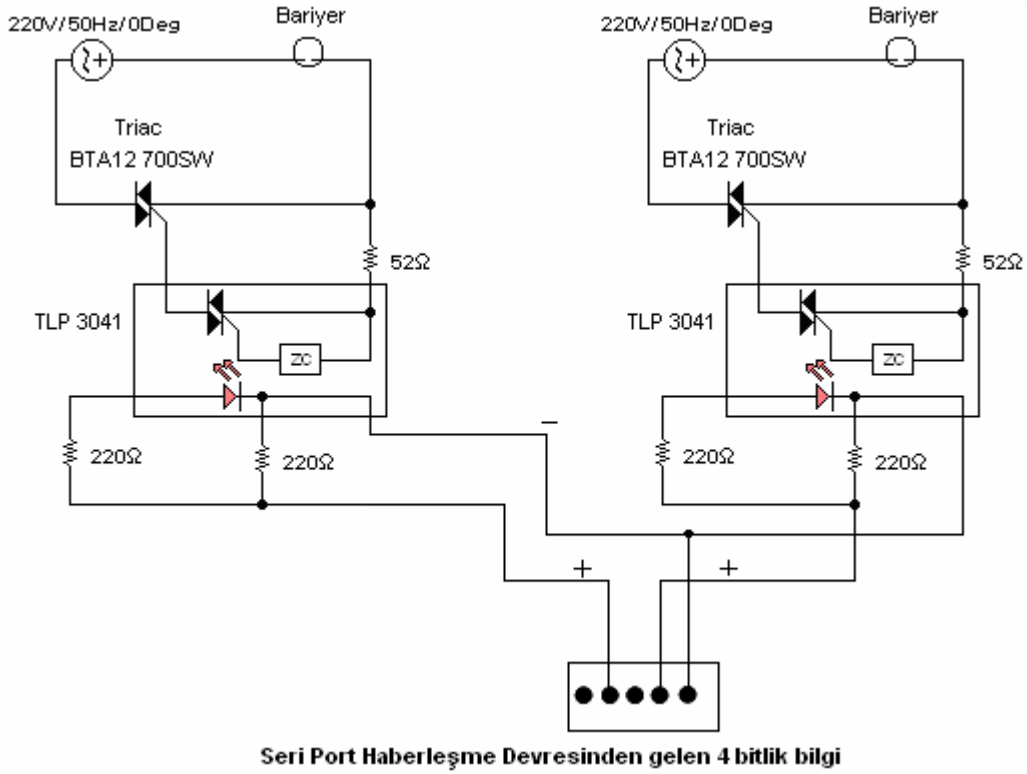 220V/50Hz/0Deg
Bariyer
Triac
BTA12 700SW
52Ω
TLP 3041
ZC
220Ω
220Ω
220V/50Hz/0Deg
Bariyer
Triac
BTA12 700SW
52Ω
TLP 3041
ZC
220Ω
220Ω
−
+
+
Seri Port Haberleşme Devresinden gelen 4 bitlik bilgi